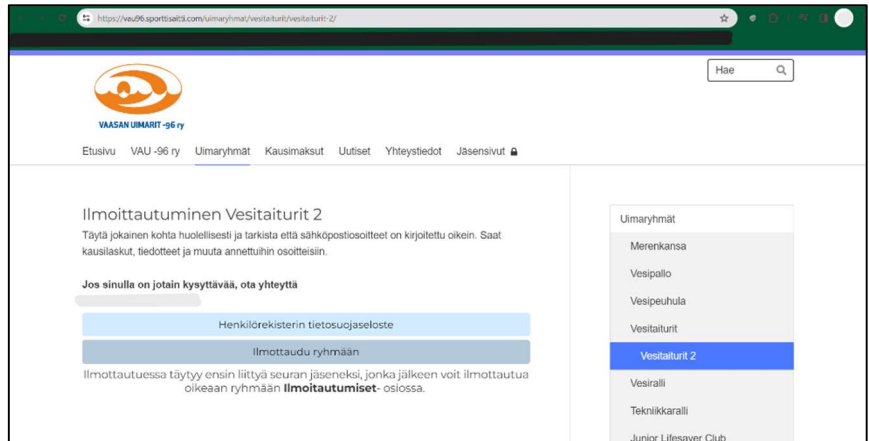 https://vau96.sporttisaitti.com/uimaryhmat/vesitaiturit/vesitaiturit-2/
Hae
VAASAN UIMARIT -96 ry
Etusivu VAU -96 ry Uimaryhmät Kausimaksut Uutiset Yhteystiedot Jäsensivut
Ilmoittautuminen Vesitaiturit 2
Täytä jokainen kohta huolellisesti ja tarkista että sähköpostiosoitteet on kirjoitettu oikein. Saat
kausilaskut, tiedotteet ja muuta annettuihin osoitteisiin.
Jos sinulla on jotain kysyttävää, ota yhteyttä
Henkilörekisterin tietosuojaseloste
Ilmottaudu ryhmään
Ilmottautuessa täytyy ensin liittyä seuran jäseneksi, jonka jälkeen voit ilmottautua
oikeaan ryhmään Ilmoitautumiset- osiossa.
Uimaryhmät
Merenkansa
Vesipallo
Vesipeuhula
Vesitaiturit
Vesitaiturit 2
Vesiralli
Tekniikkaralli
Junior Lifesaver Club